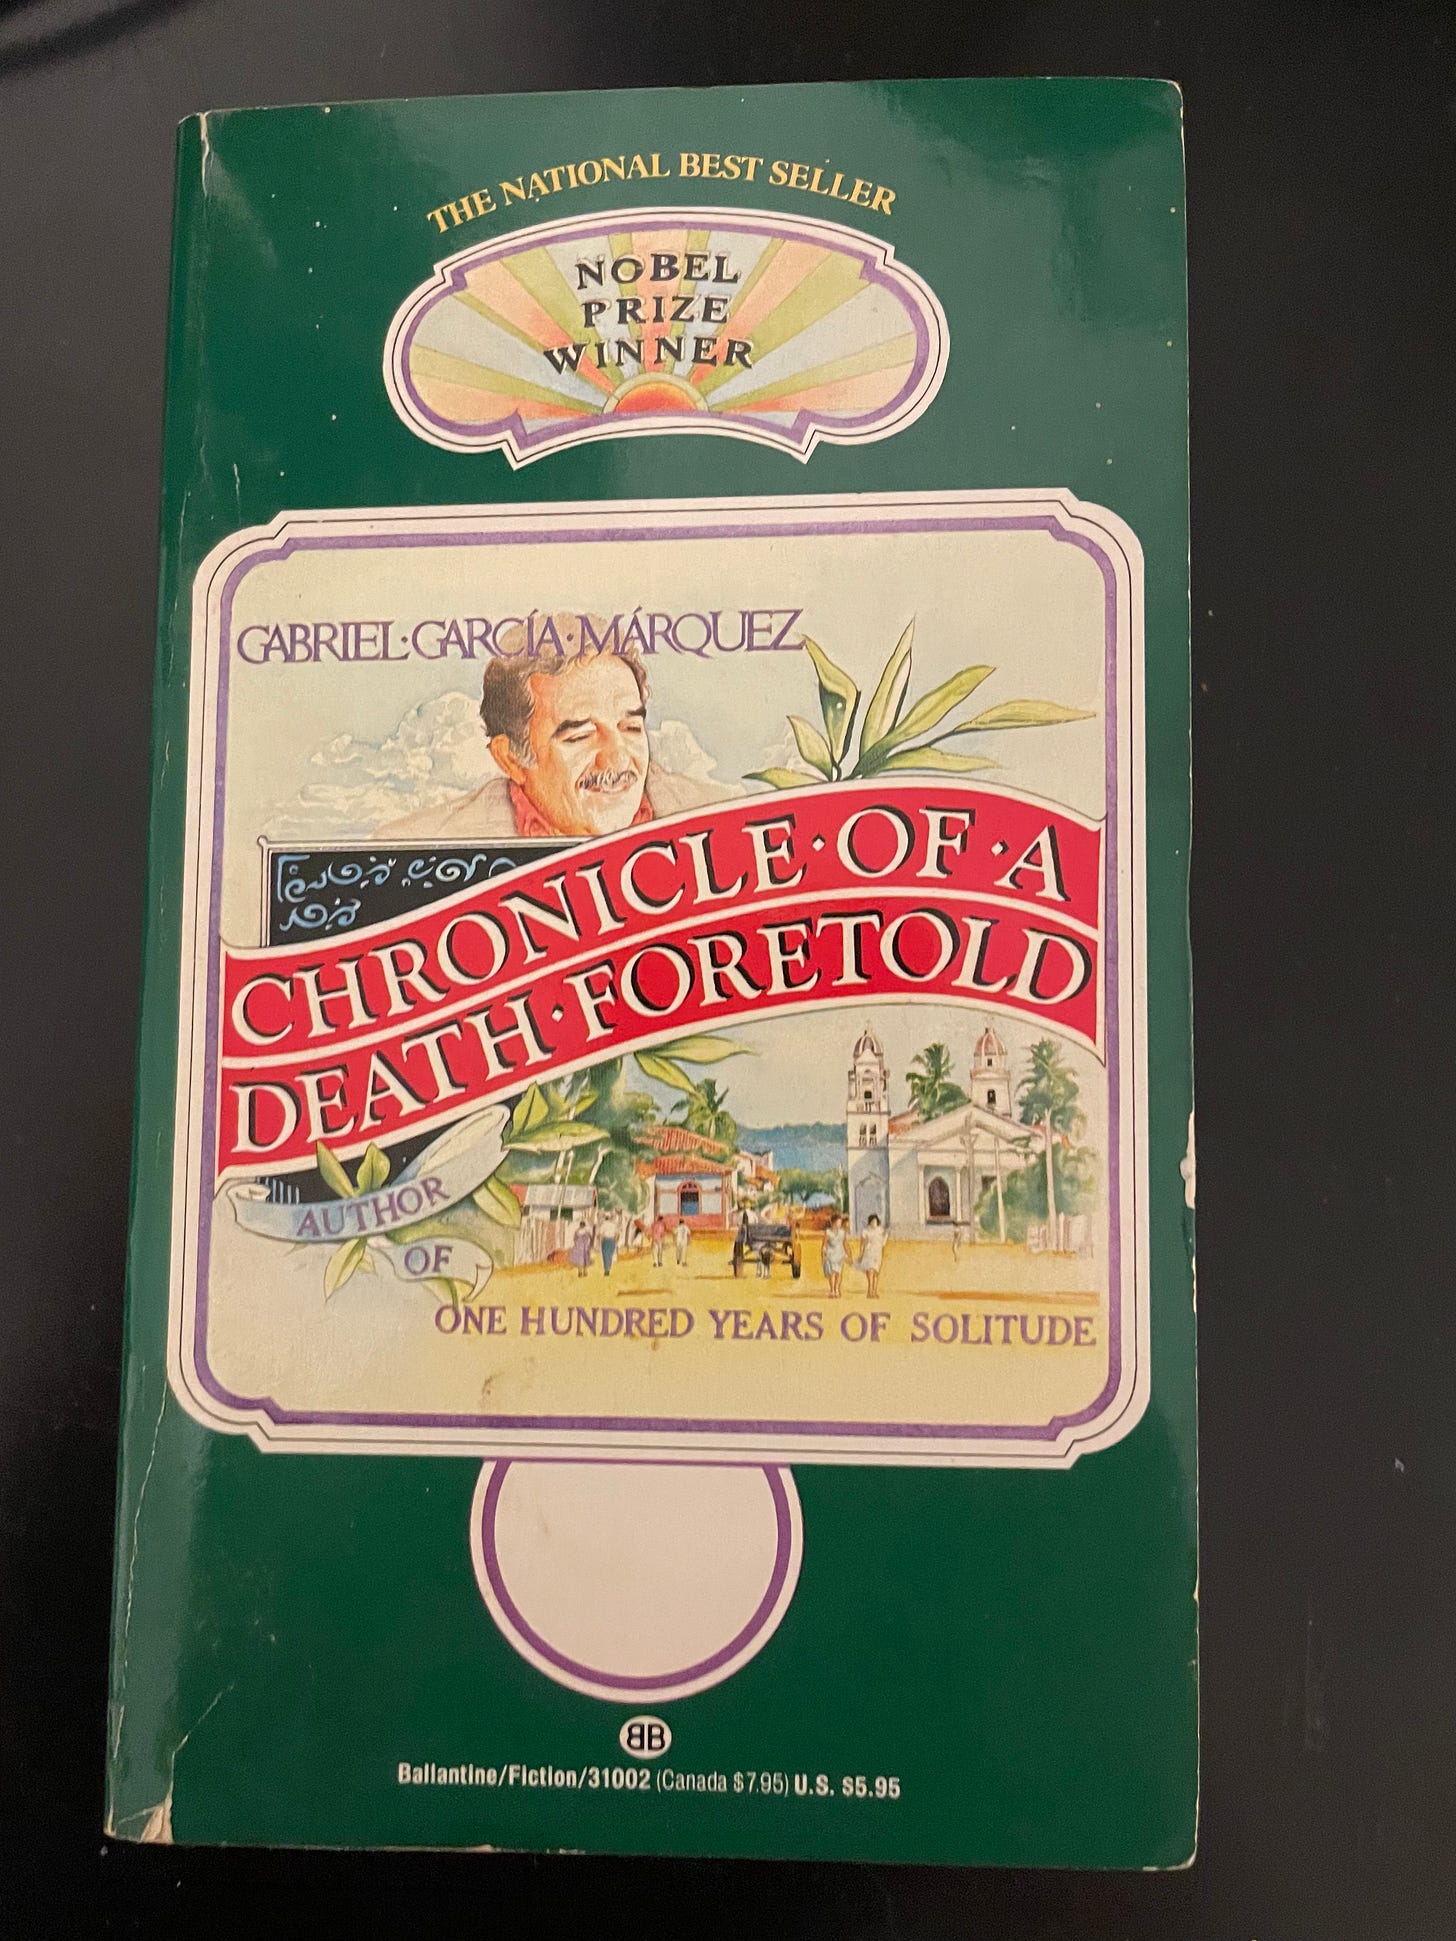 THE NATIONAL BEST SELLER
NOBEL
PRIZE
WINNER
GABRIEL·GARCÍA·MÁRQUEZ
CHRONICLE·OF·A
DEATH·FORETOLD
AUTHOR
OF
ONE HUNDRED YEARS OF SOLITUDE
BB
Ballantine/Fiction/31002 (Canada $7.95) U.S. $5.95